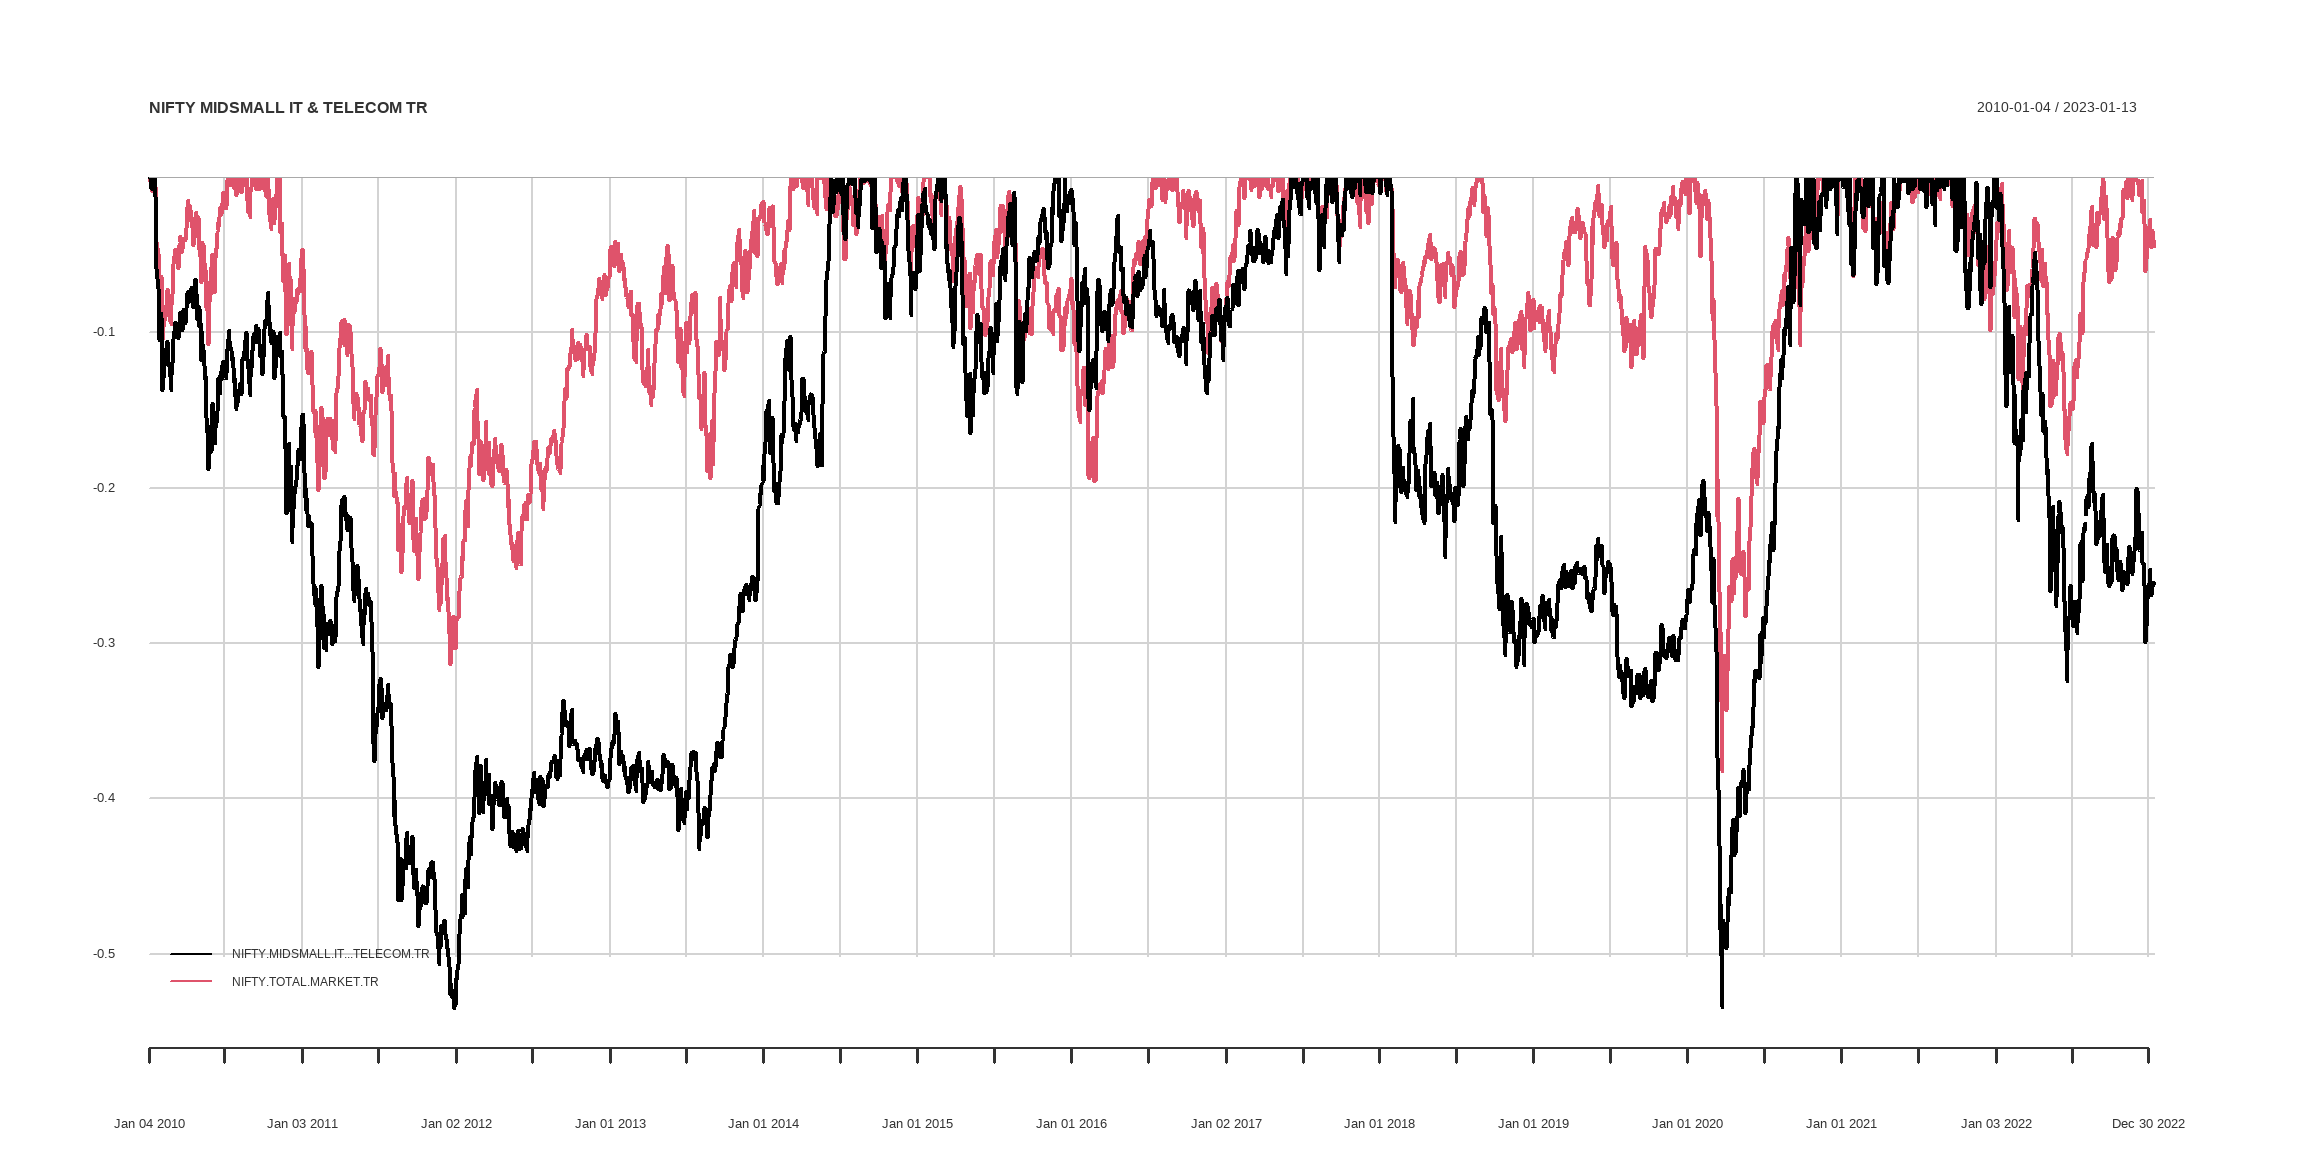 NIFTY MIDSMALL IT & TELECOM TR
2010-01-04 / 2023-01-13
-0.1
-0.2
-0.3
-0.4
-0.5
NIFTY.MIDSMALL.IT...TELECOM.TR
NIFTY.TOTAL.MARKET.TR
Jan 04 2010 Jan 03 2011 Jan 02 2012 Jan 01 2013 Jan 01 2014 Jan 01 2015 Jan 01 2016 Jan 02 2017 Jan 01 2018 Jan 01 2019 Jan 01 2020 Jan 01 2021 Jan 03 2022 Dec 30 2022